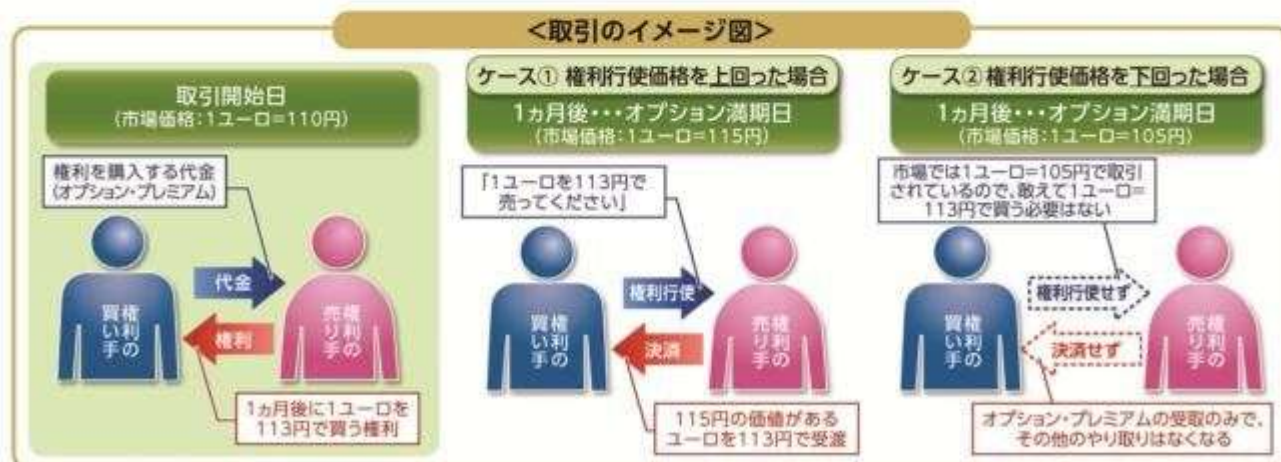 <取引のイメージ図>
取引開始日
(市場価格:1ユーロ=110円)
権利を購入する代金
(オプション・プレミアム)
代金
権利
権利の
買い手
権利の
売り手
1ヵ月後に1ユーロを
113円で買う権利
ケース① 権利行使価格を上回った場合
1ヵ月後・・・オプション満期日
(市場価格:1ユーロ=115円)
「1ユーロを113円で
売ってください」
権利行使
決済
権利の
買い手
権利の
売り手
115円の価値がある
ユーロを113円で受渡
ケース② 権利行使価格を下回った場合
1ヵ月後・・・オプション満期日
(市場価格:1ユーロ=105円)
市場では1ユーロ=105円で取引
されているので、敢えて1ユーロ=
113円で買う必要はない
権利行使せず
決済せず
権利の
買い手
権利の
売り手
オプション・プレミアムの受取のみで、
その他のやり取りはなくなる